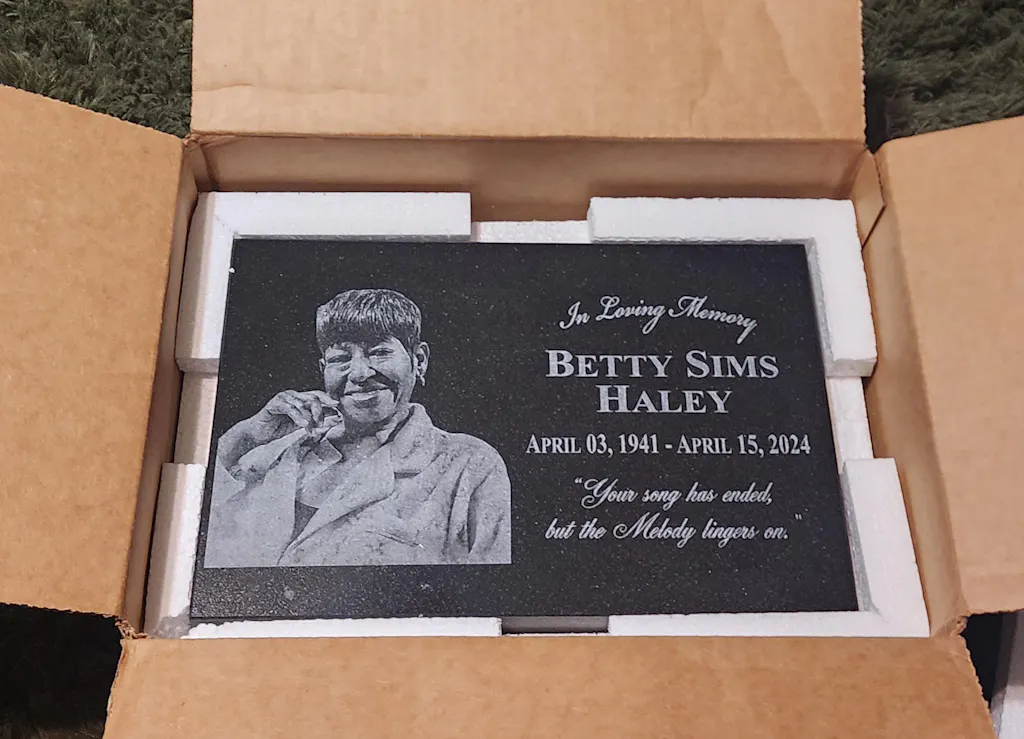 In Loving Memory
BETTY SIMS
HALEY
APRIL 03, 1941 - APRIL 15, 2024
"Your song has ended,
but the Melody lingers on."